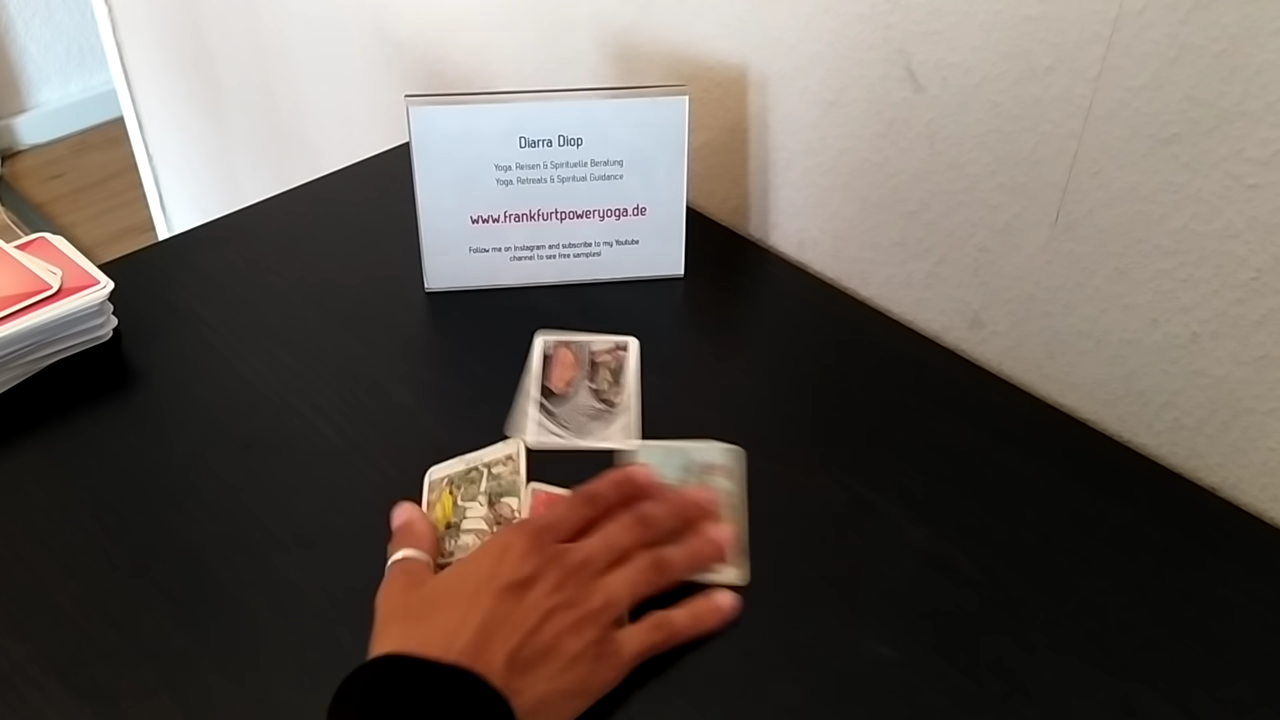 Diarra Diop
Yoga, Reisen & Spirituelle Beratung
Yoga, Retreats & Spiritual Guidance
www.frankfurtpoweryoga.de
Follow me on Instagram and subscribe to my Youtube
channel to see free samples!